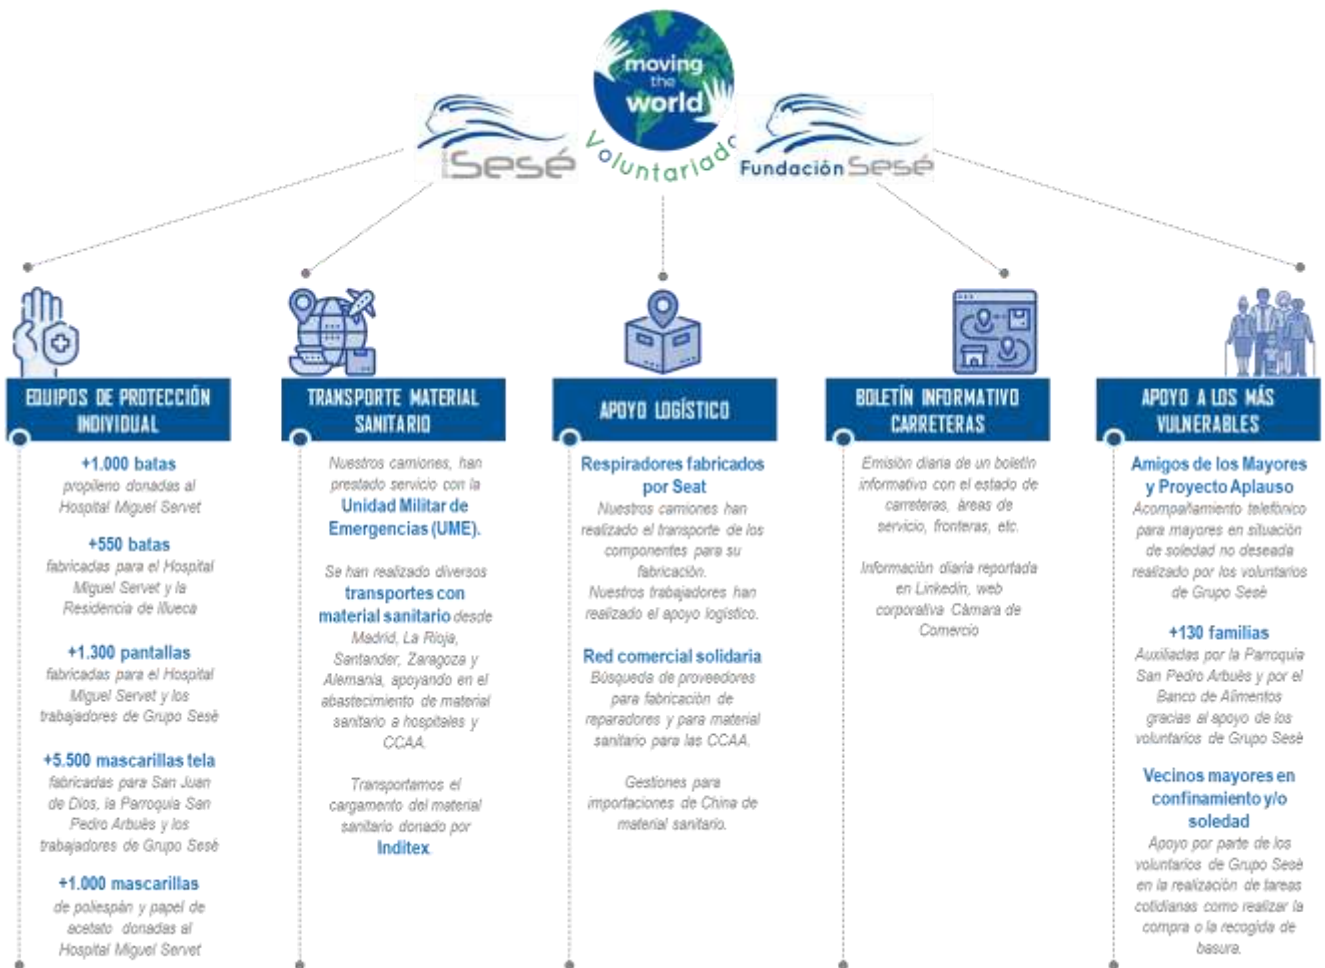 moving
the
world
Voluntariado
Sesé
Fundación Sesé
EQUIPOS DE PROTECCIÓN
INDIVIDUAL
+1.000 batas
propileno donadas al
Hospital Miguel Servet
+550 batas
fabricadas para el Hospital
Miguel Servet y la
Residencia de Illueca
+1.300 pantallas
fabricadas para el Hospital
Miguel Servet y los
trabajadores de Grupo Sesé
+5.500 mascarillas tela
fabricadas para San Juan
de Dios, la Parroquia San
Pedro Arbués y los
trabajadores de Grupo Sesé
+1.000 mascarillas
de poliespán y papel de
acetato donadas al
Hospital Miguel Servet
TRANSPORTE MATERIAL
SANITARIO
Nuestros camiones, han
prestado servicio con la
Unidad Militar de
Emergencias (UME).
Se han realizado diversos
transportes con
material sanitario desde
Madrid, La Rioja,
Santander, Zaragoza y
Alemania, apoyando en el
abastecimiento de material
sanitario a hospitales y
CCAA.
Transportamos el
cargamento del material
sanitario donado por
Inditex.
APOYO LOGÍSTICO
Respiradores fabricados
por Seat
Nuestros camiones han
realizado el transporte de los
componentes para su
fabricación.
Nuestros trabajadores han
realizado el apoyo logístico.
Red comercial solidaria
Búsqueda de proveedores
para fabricación de
reparadores y para material
sanitario para las CCAA.
Gestiones para
importaciones de China de
material sanitario.
BOLETÍN INFORMATIVO
CARRETERAS
Emisión diaria de un boletín
informativo con el estado de
carreteras, áreas de
servicio, fronteras, etc.
Información diaria reportada
en Linkedin, web
corporativa Cámara de
Comercio
APOYO A LOS MÁS
VULNERABLES
Amigos de los Mayores
y Proyecto Aplauso
Acompañamiento telefónico
para mayores en situación
de soledad no deseada
realizado por los voluntarios
de Grupo Sesé
+130 familias
Auxiliadas por la Parroquia
San Pedro Arbués y por el
Banco de Alimentos
gracias al apoyo de los
voluntarios de Grupo Sesé
Vecinos mayores en
confinamiento y/o
soledad
Apoyo por parte de los
voluntarios de Grupo Sesé
en la realización de tareas
cotidianas como realizar la
compra o la recogida de
basura.